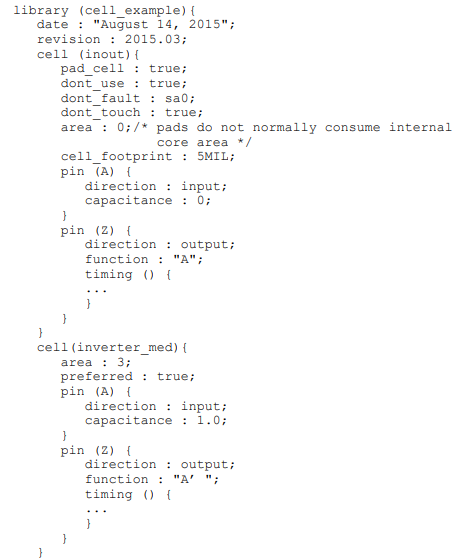 library (cell_example){
date : "August 14, 2015";
revision : 2015.03;
cell (inout){
pad_cell : true;
dont_use : true;
dont_fault : sa0;
dont_touch : true;
area : 0;/* pads do not normally consume internal
core area */
cell_footprint : 5MIL;
pin (A) {
direction : input;
capacitance : 0;
}
pin (Z) {
direction : output;
function : "A";
timing () {
...
}
}
}
cell(inverter_med){
area : 3;
preferred : true;
pin (A) {
direction : input;
capacitance : 1.0;
}
pin (Z) {
direction : output;
function : "A’ ";
timing () {
...
}
}
}